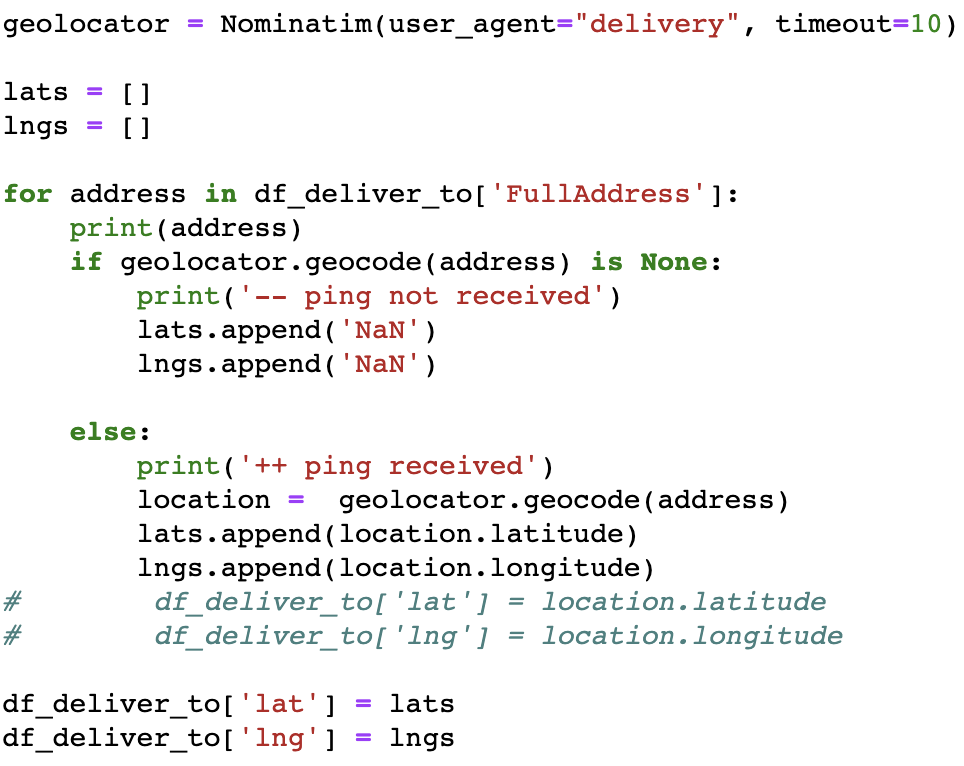 geolocator = Nominatim(user_agent="delivery", timeout=10)
lats = []
lngs = []
for address in df_deliver_to['FullAddress']:
    print(address)
    if geolocator.geocode(address) is None:
        print('-- ping not received')
        lats.append('NaN')
        lngs.append('NaN')
    else:
        print('++ ping received')
        location =  geolocator.geocode(address)
        lats.append(location.latitude)
        lngs.append(location.longitude)
#        df_deliver_to['lat'] = location.latitude
#        df_deliver_to['lng'] = location.longitude
df_deliver_to['lat'] = lats
df_deliver_to['lng'] = lngs